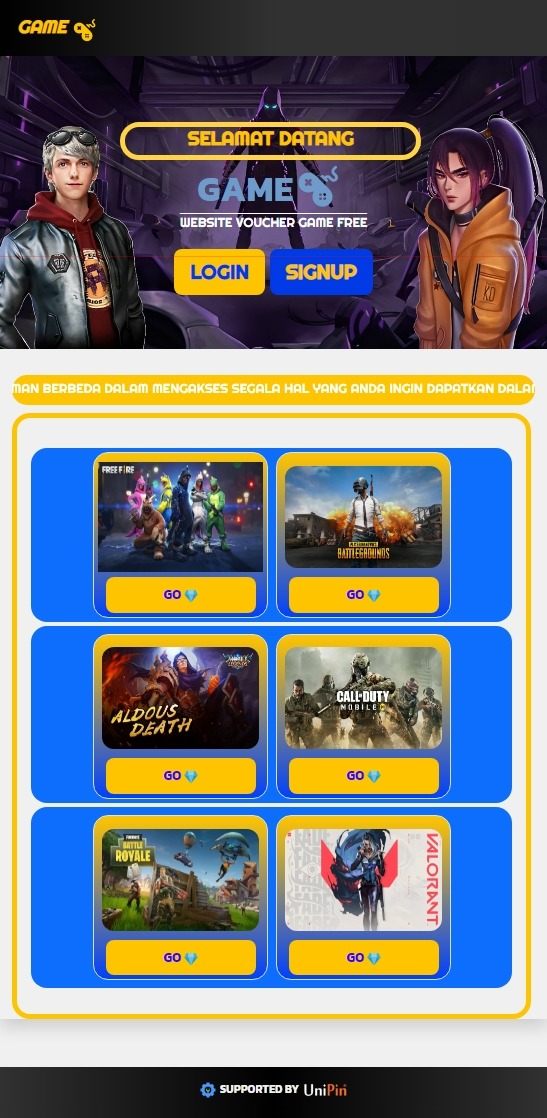 GAME
SELAMAT DATANG
GAME
WEBSITE VOUCHER GAME FREE
LOGIN SIGNUP
MAN BERBEDA DALAM MENGAKSES SEGALA HAL YANG ANDA INGIN DAPATKAN DALAM
FREE FIRE
BATTLEGROUNDS
GO GO
ALDOUS
DEATH
CALL OF DUTY
MOBILE
GO GO
FORTNITE
BATTLE
ROYALE
VALORANT
GO GO
SUPPORTED BY UniPin